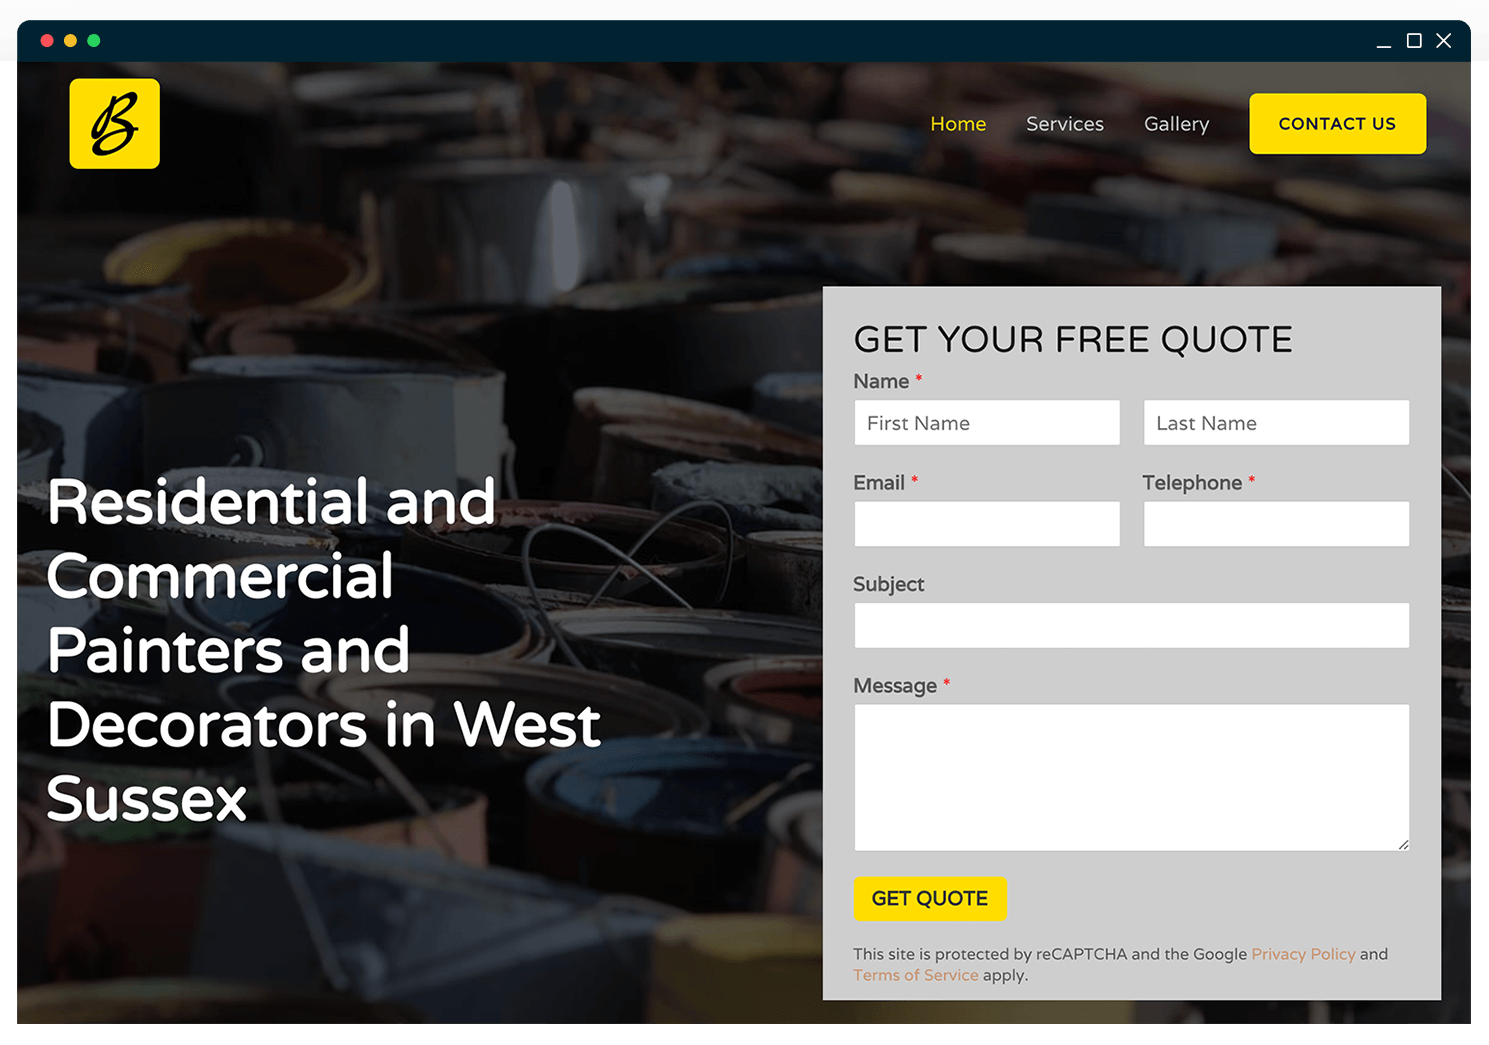 B
Home Services Gallery CONTACT US
Residential and
Commercial
Painters and
Decorators in West
Sussex
GET YOUR FREE QUOTE
Name *
First Name Last Name
Email * Telephone *
Subject
Message *
GET QUOTE
This site is protected by reCAPTCHA and the Google Privacy Policy and
Terms of Service apply.